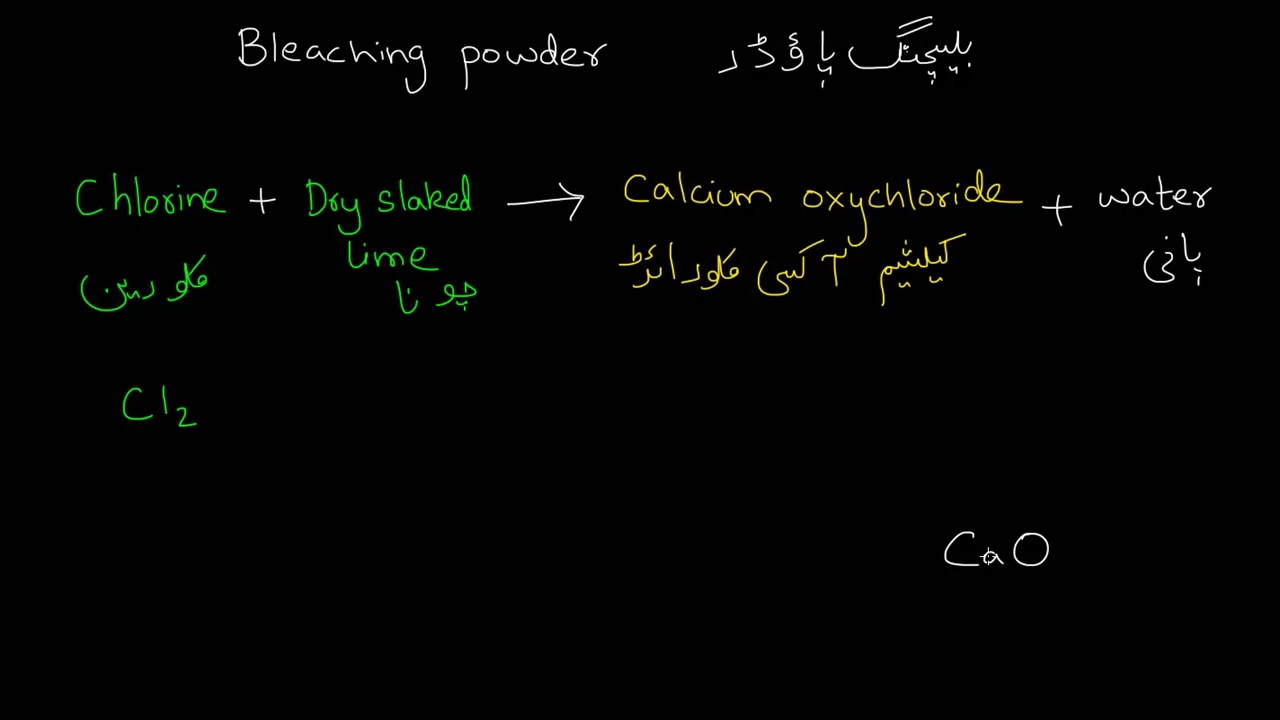 Bleaching powder بلیچنگ پاؤڈر
Chlorine + Dry slaked lime → Calcium oxychloride + water
کلورین چونا کیلشیم آکسی کلورائڈ پانی
Cl2
CaO